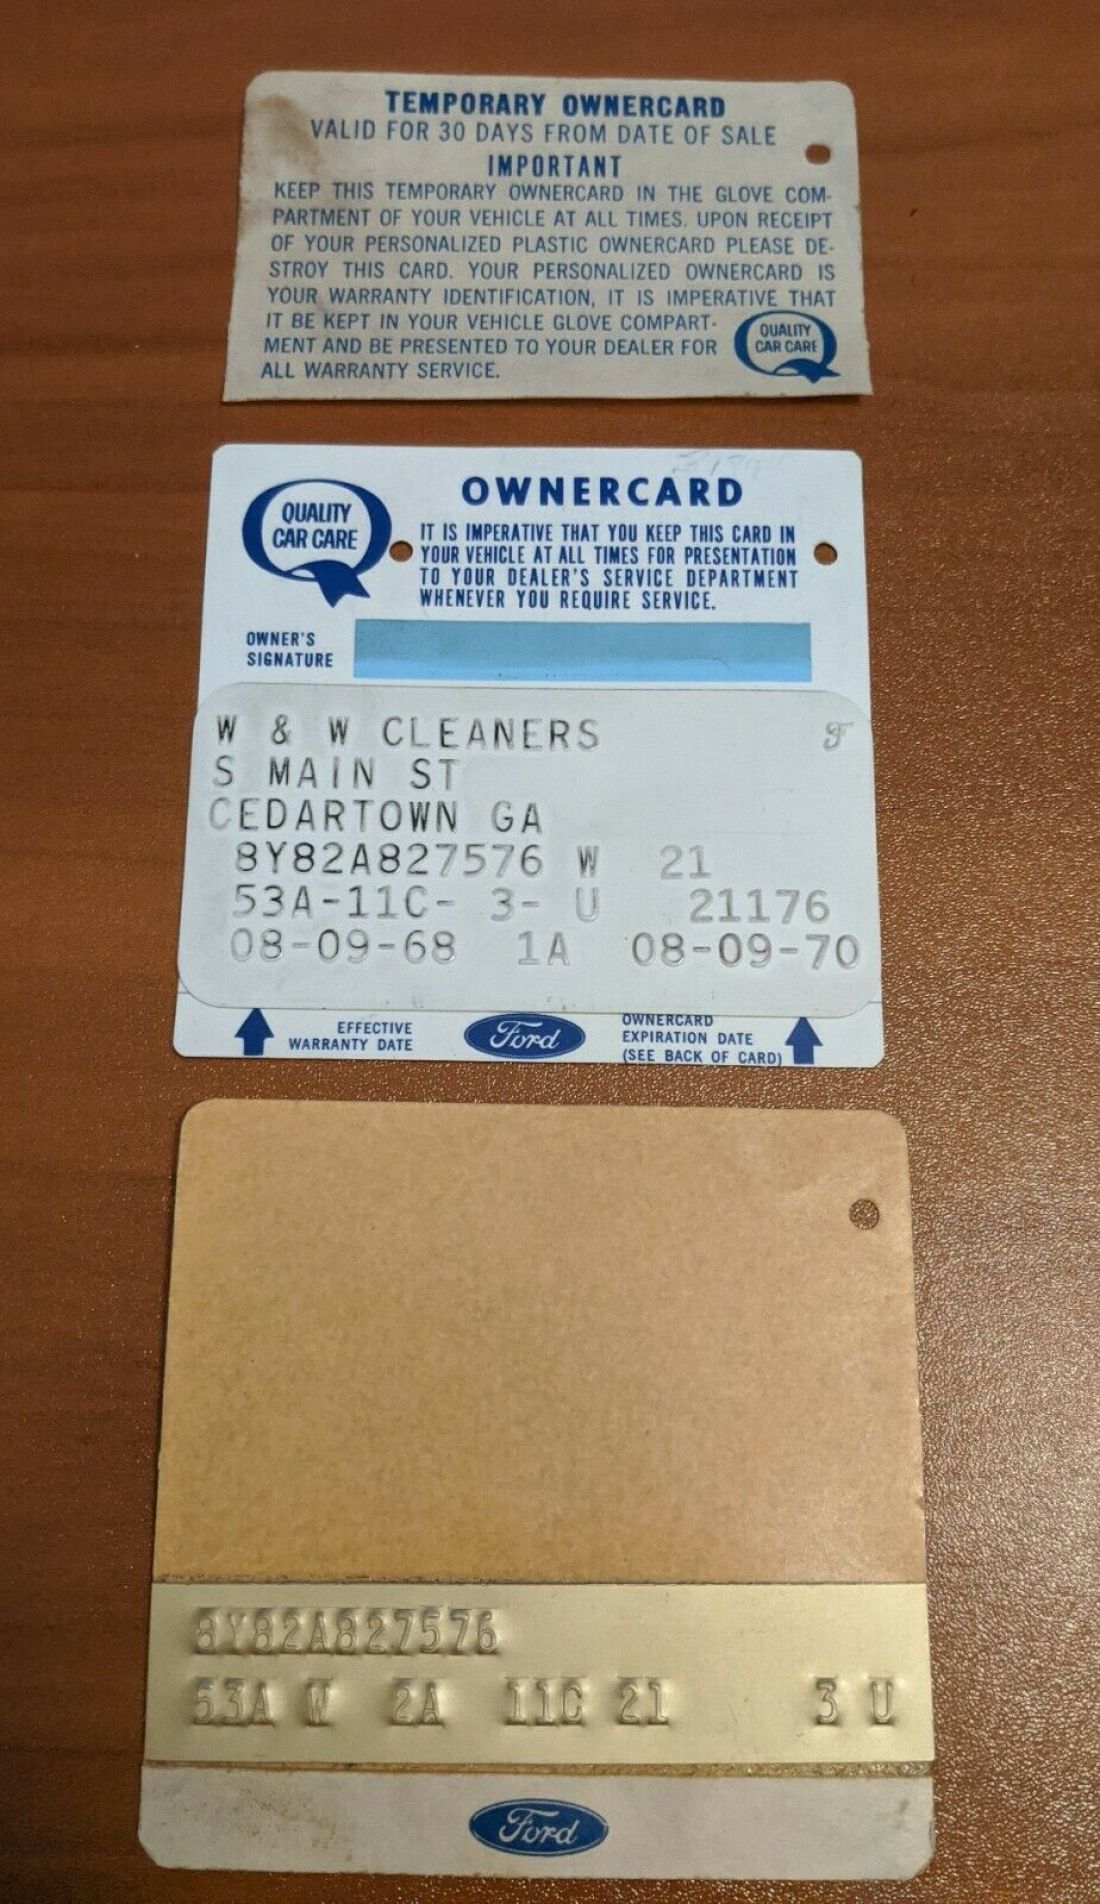 TEMPORARY OWNERCARD
VALID FOR 30 DAYS FROM DATE OF SALE
IMPORTANT
KEEP THIS TEMPORARY OWNERCARD IN THE GLOVE COM-
PARTMENT OF YOUR VEHICLE AT ALL TIMES. UPON RECEIPT
OF YOUR PERSONALIZED PLASTIC OWNERCARD PLEASE DE-
STROY THIS CARD. YOUR PERSONALIZED OWNERCARD IS
YOUR WARRANTY IDENTIFICATION, IT IS IMPERATIVE THAT
IT BE KEPT IN YOUR VEHICLE GLOVE COMPART-
MENT AND BE PRESENTED TO YOUR DEALER FOR
ALL WARRANTY SERVICE.
QUALITY
CAR CARE
QUALITY
CAR CARE
OWNERCARD
IT IS IMPERATIVE THAT YOU KEEP THIS CARD IN
YOUR VEHICLE AT ALL TIMES FOR PRESENTATION
TO YOUR DEALER'S SERVICE DEPARTMENT
WHENEVER YOU REQUIRE SERVICE.
OWNER'S
SIGNATURE
W & W CLEANERS F
S MAIN ST
CEDARTOWN GA
8Y82A827576 W 21
53A-11C- 3- U 21176
08-09-68 1A 08-09-70
EFFECTIVE
WARRANTY DATE
Ford
OWNERCARD
EXPIRATION DATE
(SEE BACK OF CARD)
8Y82A827576
53A W 2A 11C 21 3 U
Ford